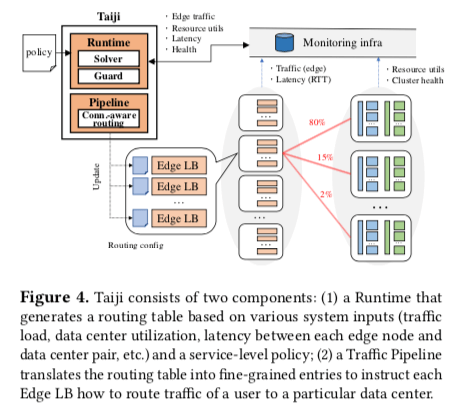 Taiji
policy
Runtime
Solver
Guard
Pipeline
Conn-aware
routing
· Edge traffic
· Resource utils
· Latency
· Health
Monitoring infra
· Traffic (edge)
· Latency (RTT)
· Resource utils
· Cluster health
Update
Edge LB
Edge LB
...
Edge LB
Routing config
...
...
...
...
...
80%
15%
2%
...
Figure 4. Taiji consists of two components: (1) a Runtime that
generates a routing table based on various system inputs (traffic
load, data center utilization, latency between each edge node and
data center pair, etc.) and a service-level policy; (2) a Traffic Pipeline
translates the routing table into fine-grained entries to instruct each
Edge LB how to route traffic of a user to a particular data center.